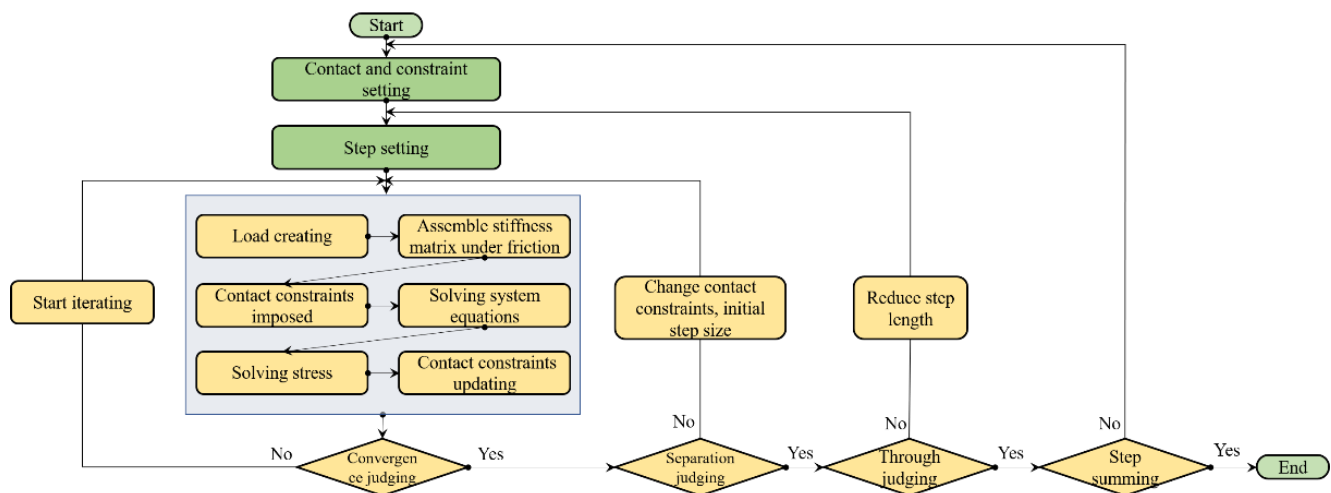 Start
Contact and constraint
setting
Step setting
Load creating
Assemble stiffness
matrix under friction
Contact constraints
imposed
Solving system
equations
Solving stress
Contact constraints
updating
Start iterating
Change contact
constraints, initial
step size
Reduce step
length
No
Convergen
ce judging
Yes
No
Separation
judging
Yes
No
Through
judging
Yes
No
Step
summing
Yes
End